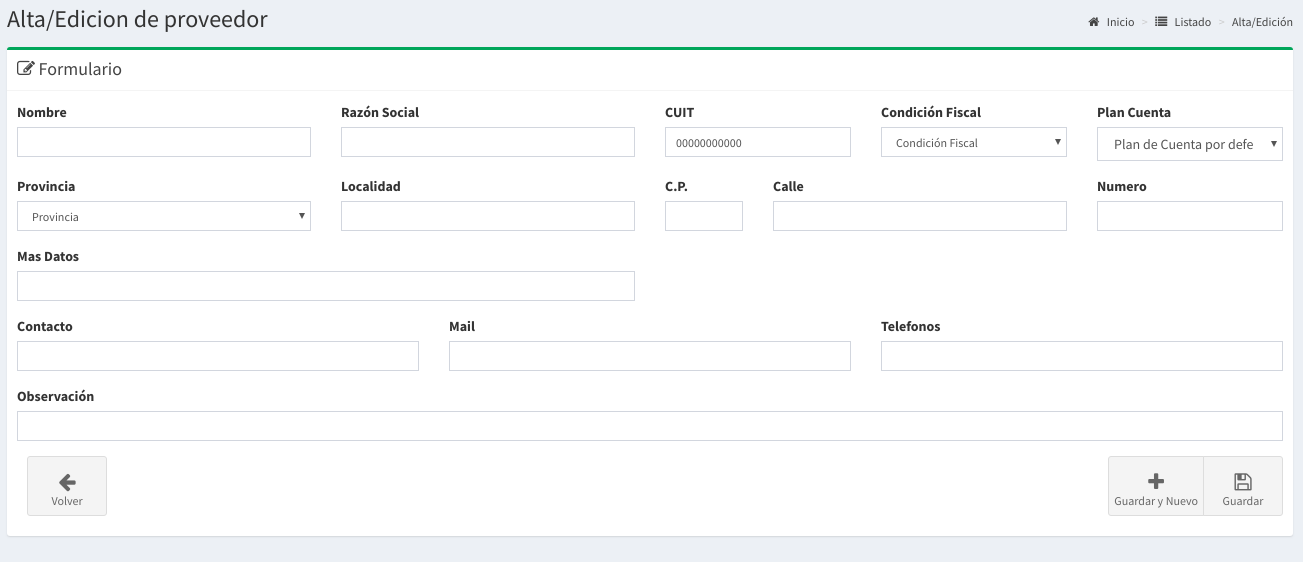 Alta/Edicion de proveedor
Inicio > Listado > Alta/Edición
Formulario
Nombre Razón Social CUIT Condición Fiscal Plan Cuenta
00000000000 Condición Fiscal Plan de Cuenta por defe
Provincia Localidad C.P. Calle Numero
Provincia
Mas Datos
Contacto Mail Telefonos
Observación
Volver Guardar y Nuevo Guardar